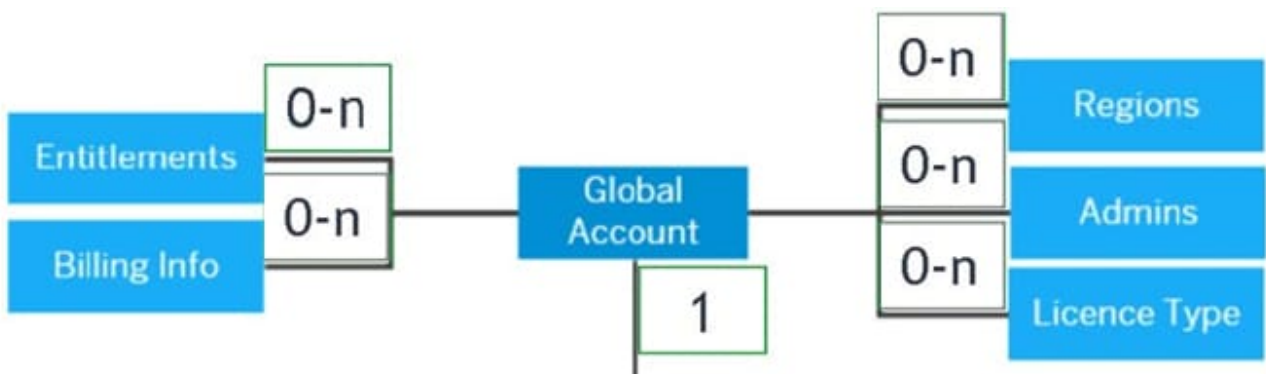 0-n
Entitlements
0-n
Billing Info
Global
Account
1
0-n
Regions
0-n
Admins
0-n
Licence Type